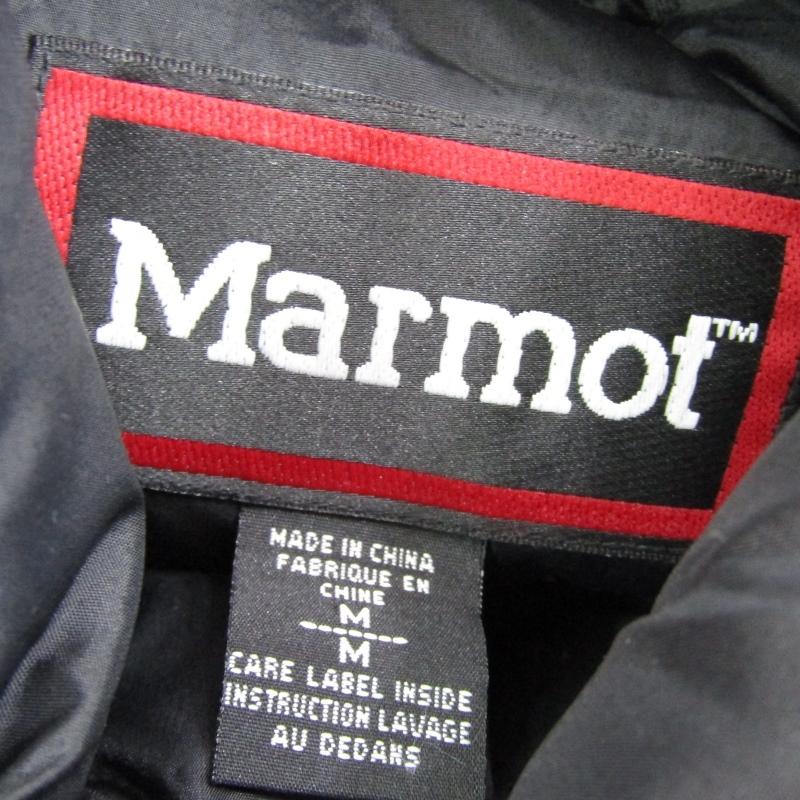 Marmot™
MADE IN CHINA
FABRIQUE EN
CHINE
M
M
CARE LABEL INSIDE
INSTRUCTION LAVAGE
AU DEDANS